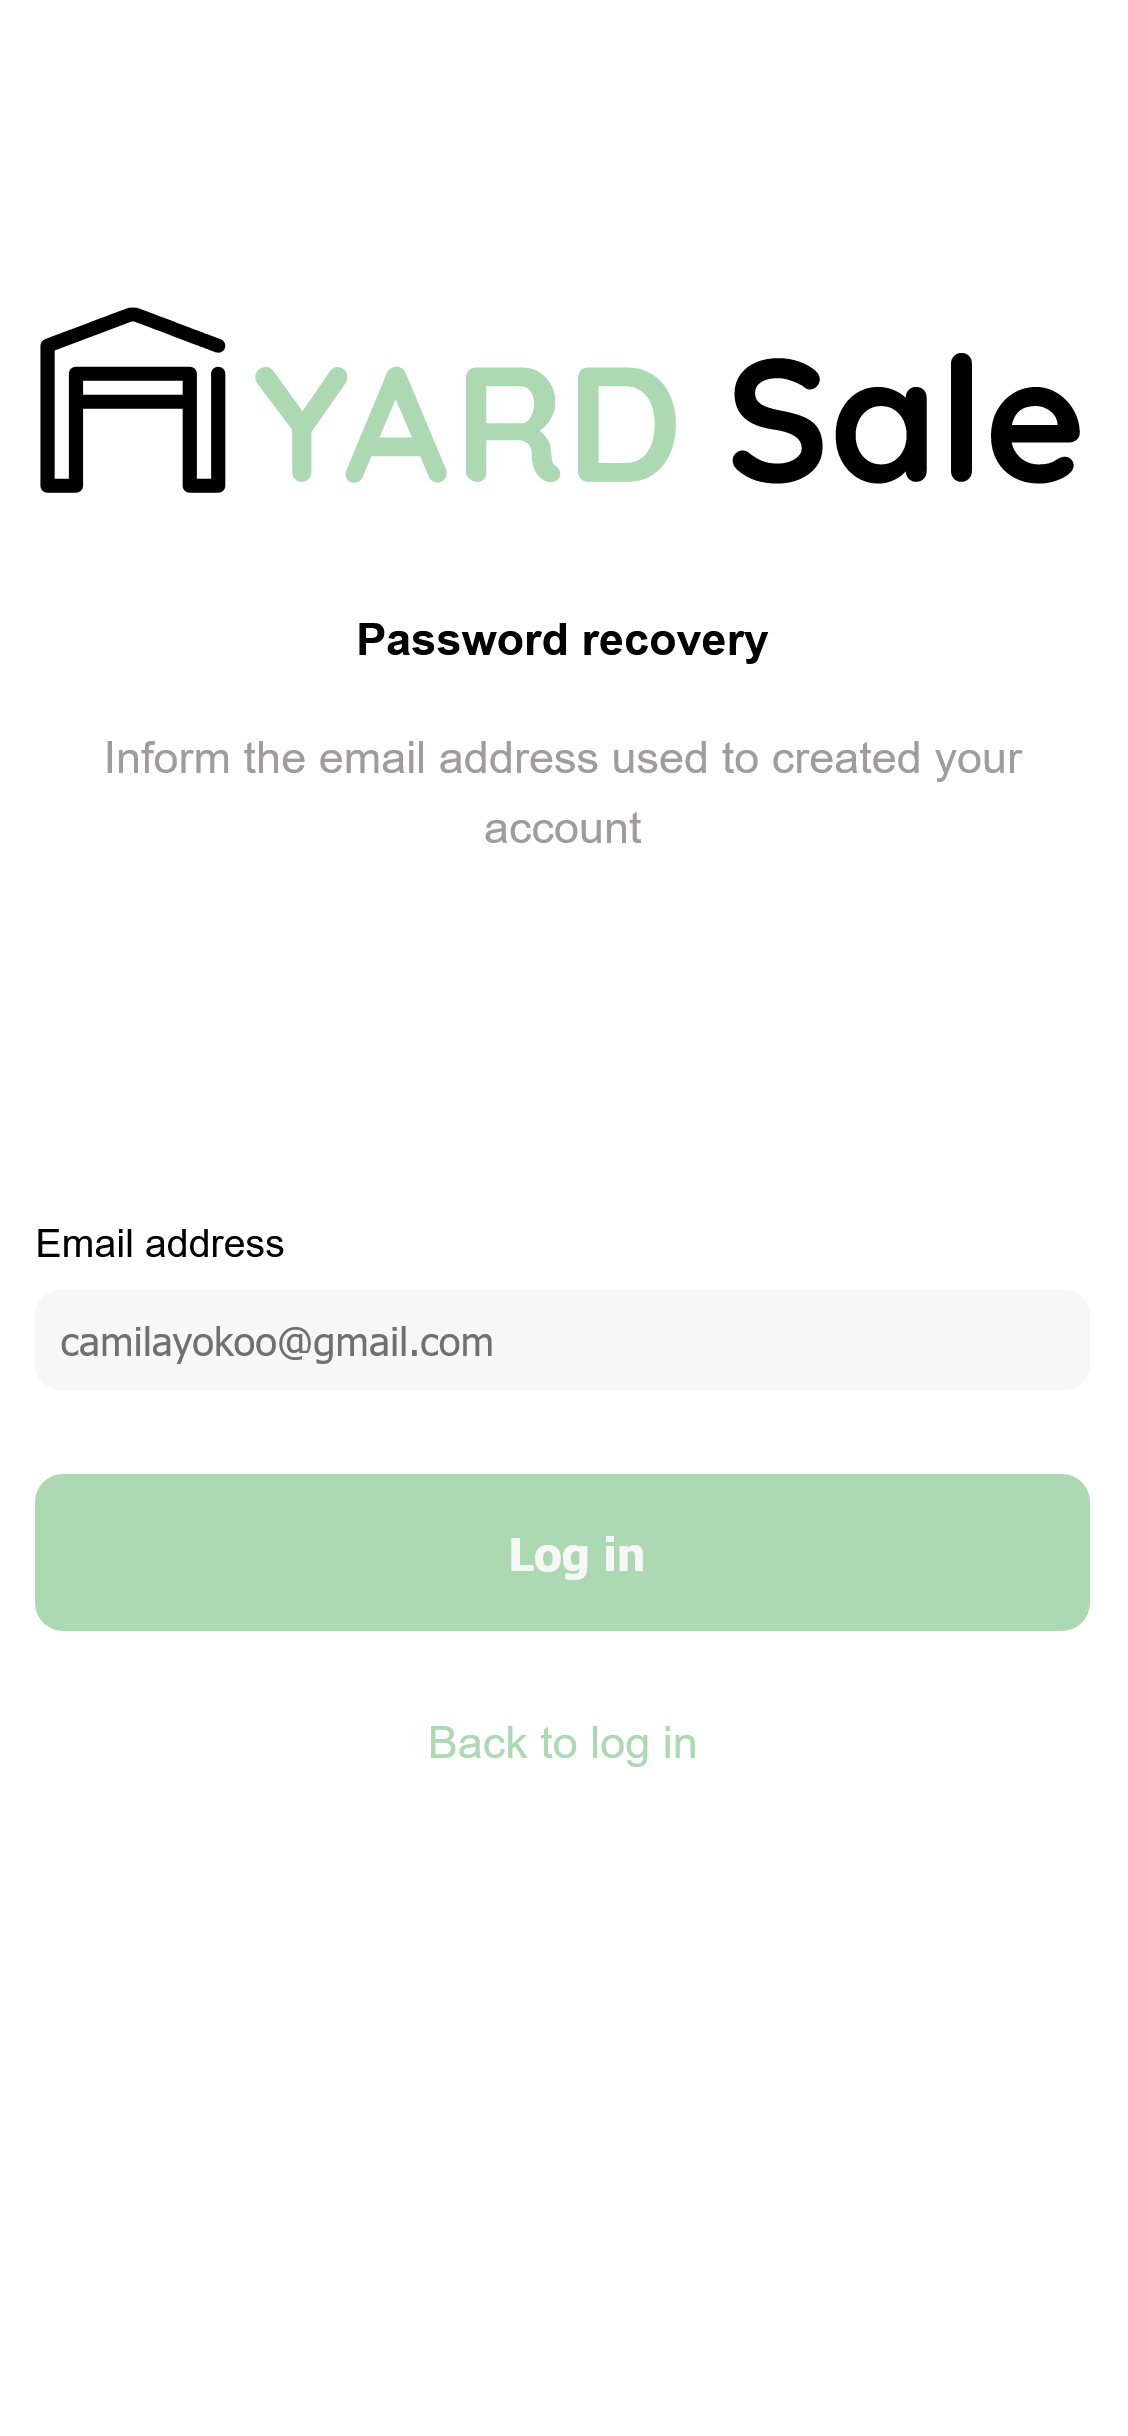 YARD Sale
Password recovery
Inform the email address used to created your
account
Email address
camilayokoo@gmail.com
Log in
Back to log in